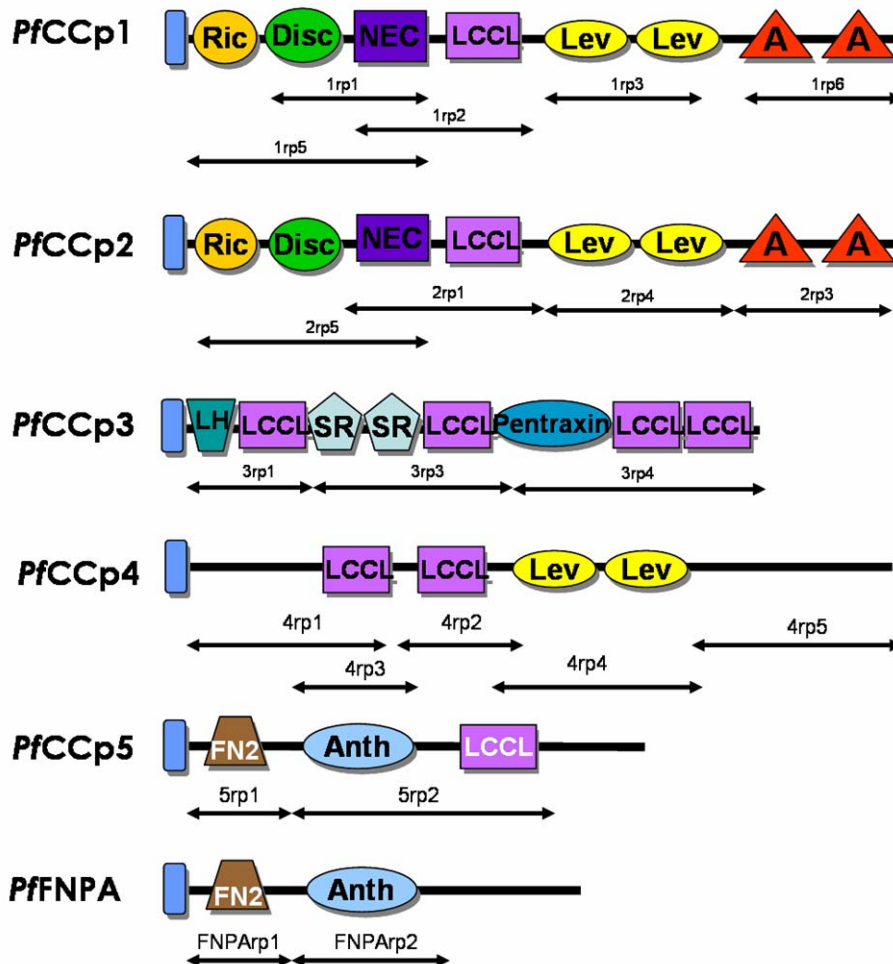 PfCCp1 Ric Disc NEC LCCL Lev Lev A A
1rp1 1rp3 1rp6
1rp2
1rp5
PfCCp2 Ric Disc NEC LCCL Lev Lev A A
2rp1 2rp4 2rp3
2rp5
PfCCp3 LH LCCL SR SR LCCL Pentraxin LCCL LCCL
3rp1 3rp3 3rp4
PfCCp4 LCCL LCCL Lev Lev
4rp1 4rp2 4rp5
4rp3 4rp4
PfCCp5 FN2 Anth LCCL
5rp1 5rp2
PfFNPA FN2 Anth
FNPArp1 FNPArp2